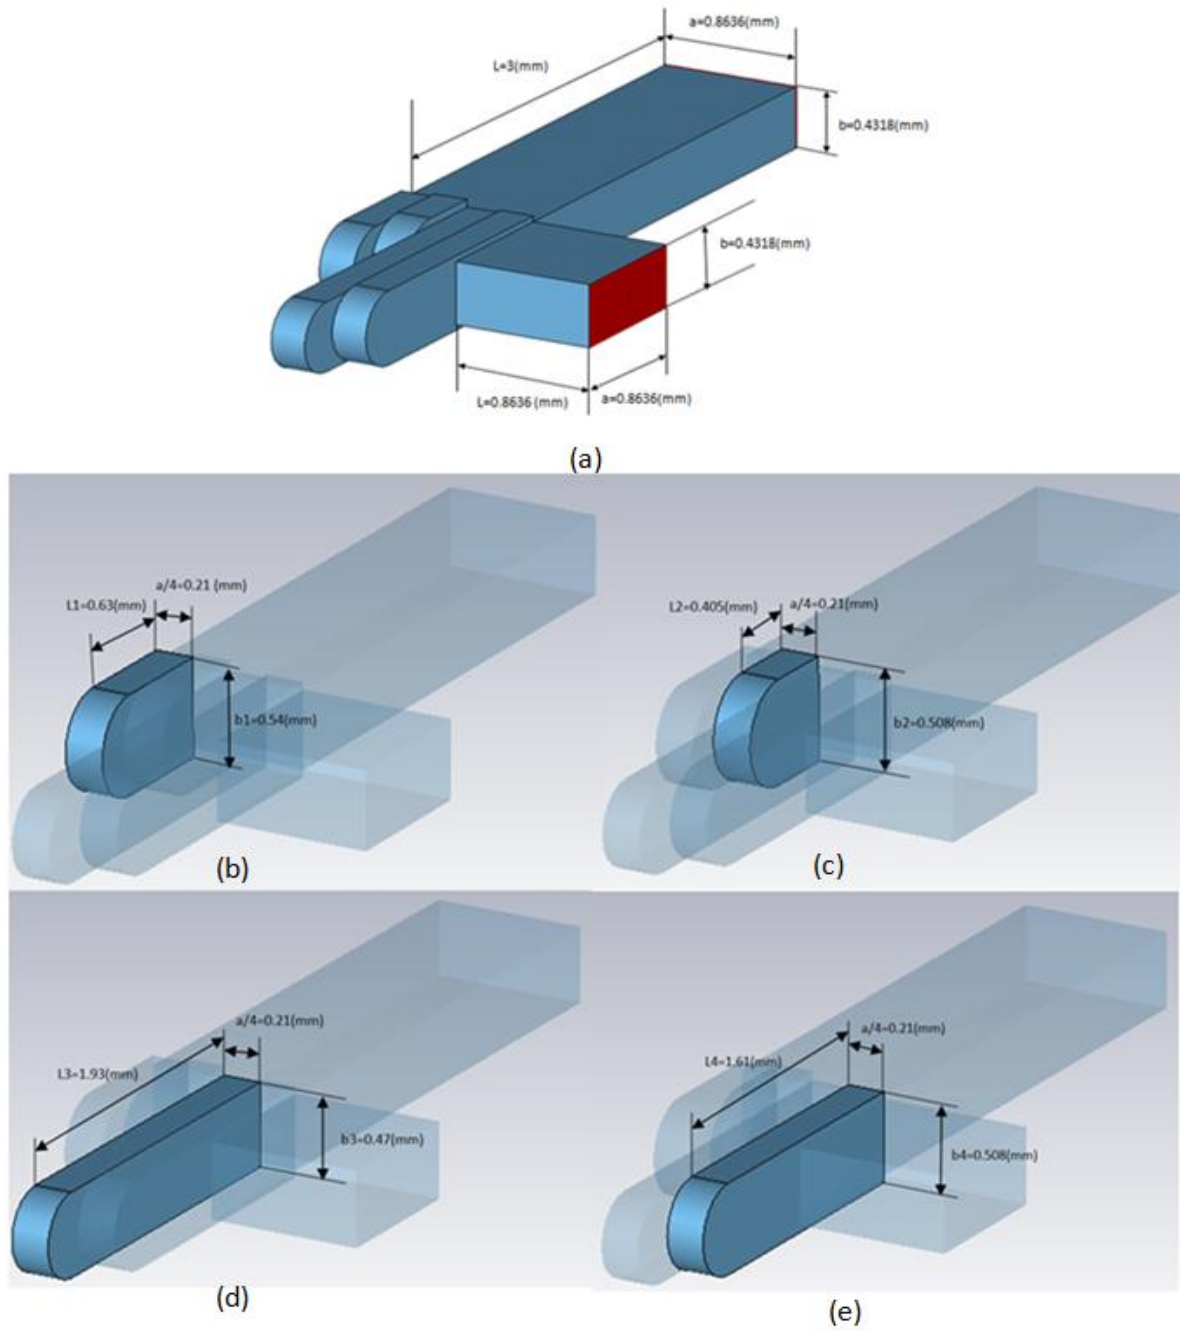 a=0.8636(mm)
L=3(mm)
b=0.4318(mm)
b=0.4318(mm)
L=0.8636 (mm)
a=0.8636(mm)
(a)
a/4=0.21 (mm)
L1=0.63(mm)
b1=0.54(mm)
(b)
L2=0.405(mm)
a/4=0.21(mm)
b2=0.508(mm)
(c)
a/4=0.21(mm)
L3=1.93(mm)
b3=0.47(mm)
(d)
a/4=0.21(mm)
L4=1.61(mm)
b4=0.508(mm)
(e)